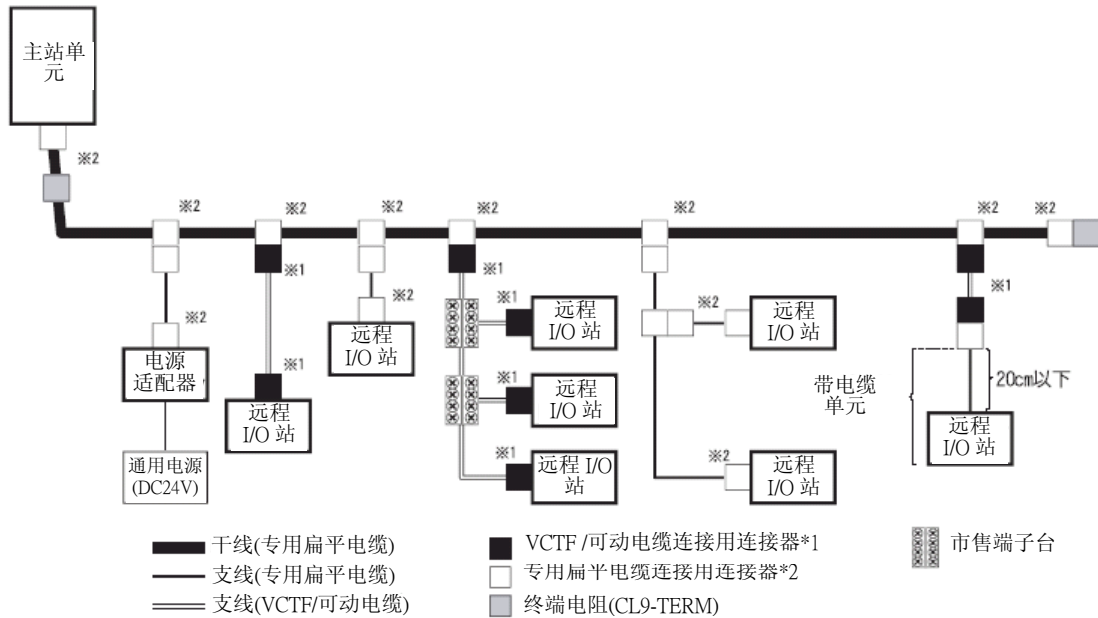 主站单
元
※2
※2
※2
※2
※2
※2
※2
※2
※1
※1
※1
※2
※2
※1
※2
远程
I/O 站
远程
I/O 站
远程
I/O 站
电源
适配器
※1
※1
远程
I/O 站
带电缆
单元
20cm以下
远程
I/O 站
远程
I/O 站
通用电源
(DC24V)
※1
远程 I/O
站
※2
远程
I/O 站
干线(专用扁平电缆)
VCTF /可动电缆连接用连接器*1
市售端子台
支线(专用扁平电缆)
专用扁平电缆连接用连接器*2
支线(VCTF/可动电缆)
终端电阻(CL9-TERM)